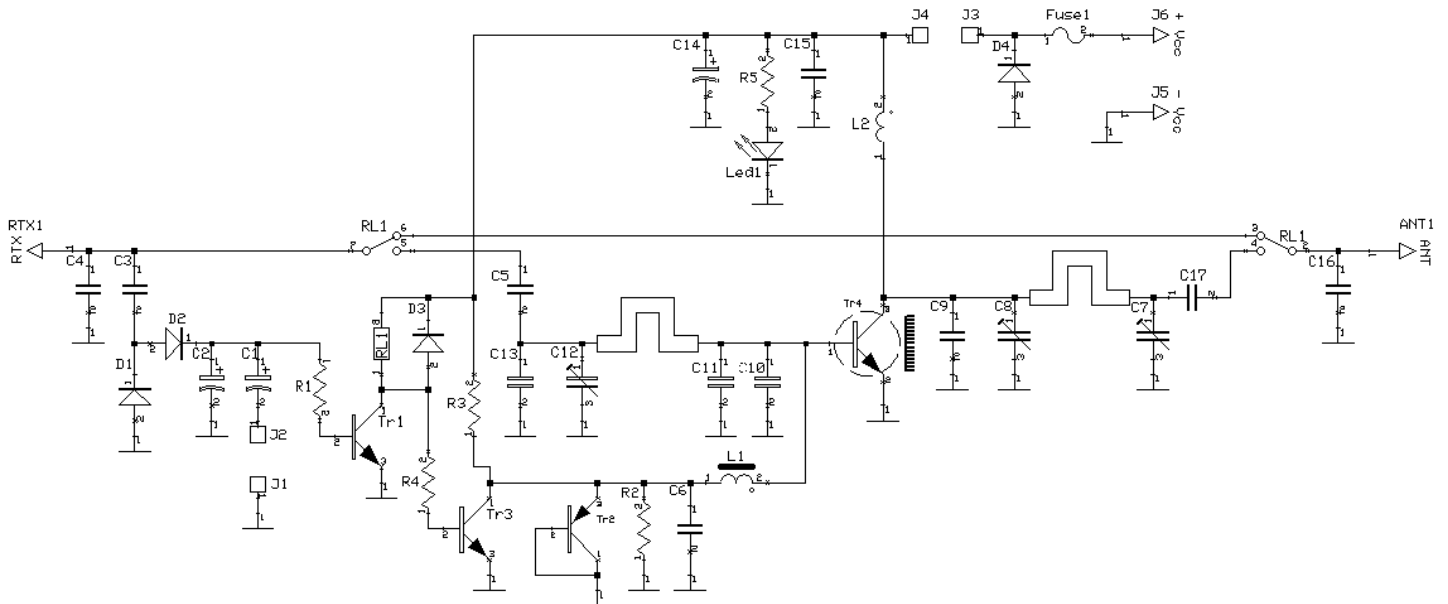 J4
J3
Fuse1
J6 +
Vcc
C14
R5
C15
D4
J5 -
Vcc
L2
Led1
RTX1
RTX
RL1
RL1
ANT1
ANT
C4
C3
C5
C16
C17
D2
D3
RL1
Tr4
C9
C8
C7
D1
C2
C1
R1
C13
C12
C11
C10
R3
Tr1
J2
J1
R4
L1
Tr3
Tr2
R2
C6